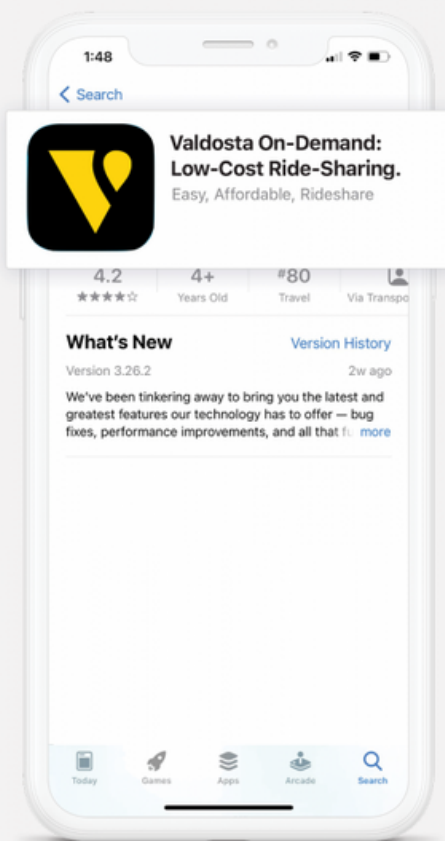 1:48
Search
Valdosta On-Demand:
Low-Cost Ride-Sharing.
Easy, Affordable, Rideshare
4.2 4+ #80
Years Old Travel Via Transpo
What's New Version History
Version 3.26.2 2w ago
We've been tinkering away to bring you the latest and
greatest features our technology has to offer — bug
fixes, performance improvements, and all that more
Today Games Apps Arcade Search